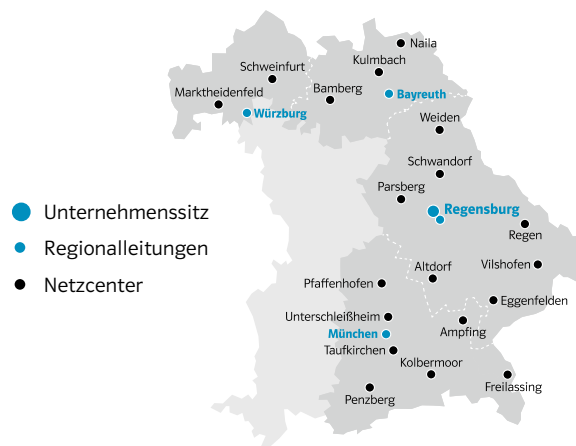 Naila
Kulmbach
Schweinfurt
Marktheidenfeld
Bamberg
Bayreuth
Würzburg
Weiden
Schwandorf
Parsberg
Unternehmenssitz
Regensburg
Regen
Regionalleitungen
Altdorf
Vilshofen
Netzcenter
Pfaffenhofen
Eggenfelden
Unterschleißheim
Ampfing
München
Taufkirchen
Kolbermoor
Freilassing
Penzberg